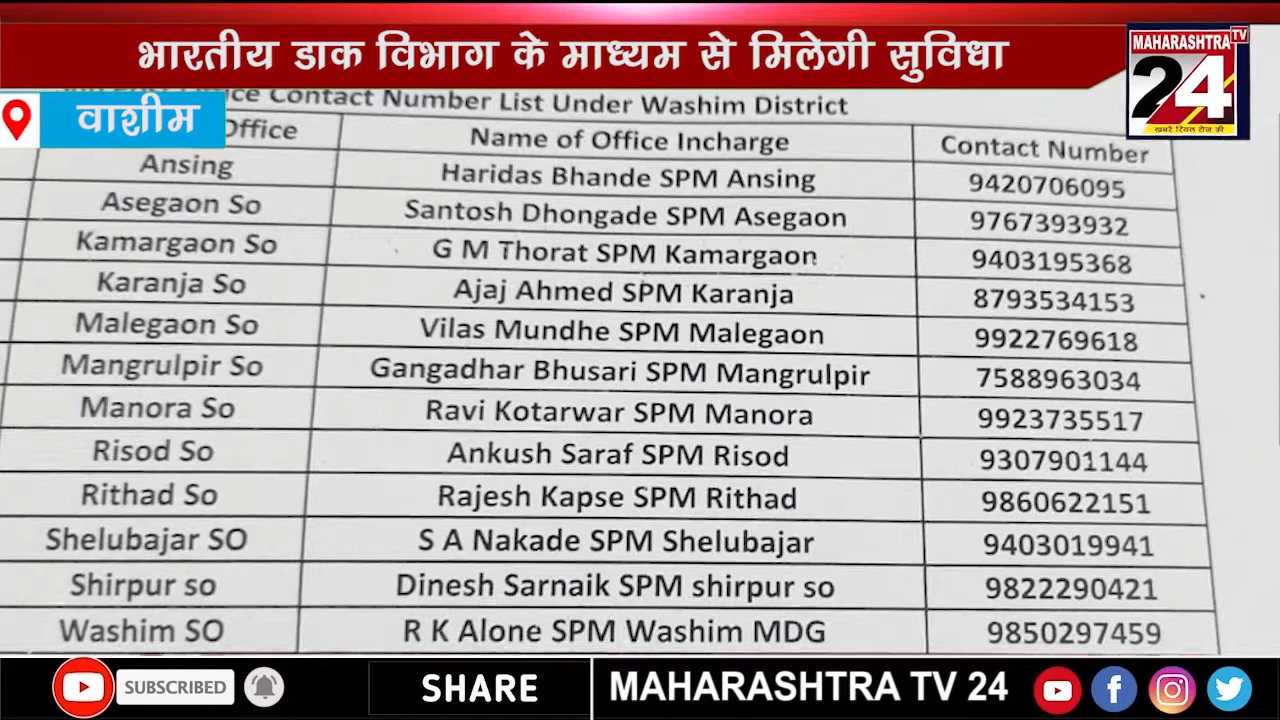 भारतीय डाक विभाग के माध्यम से मिलेगी सुविधा
MAHARASHTRA TV
24
ख़बरें रियल रोज की
वाशीम
Contact Number List Under Washim District
Office Name of Office Incharge Contact Number
Ansing Haridas Bhande SPM Ansing 9420706095
Asegaon So Santosh Dhongade SPM Asegaon 9767393932
Kamargaon So G M Thorat SPM Kamargaon 9403195368
Karanja So Ajaj Ahmed SPM Karanja 8793534153
Malegaon So Vilas Mundhe SPM Malegaon 9922769618
Mangrulpir So Gangadhar Bhusari SPM Mangrulpir 7588963034
Manora So Ravi Kotarwar SPM Manora 9923735517
Risod So Ankush Saraf SPM Risod 9307901144
Rithad So Rajesh Kapse SPM Rithad 9860622151
Shelubajar SO S A Nakade SPM Shelubajar 9403019941
Shirpur so Dinesh Sarnaik SPM shirpur so 9822290421
Washim SO R K Alone SPM Washim MDG 9850297459
SUBSCRIBED SHARE MAHARASHTRA TV 24